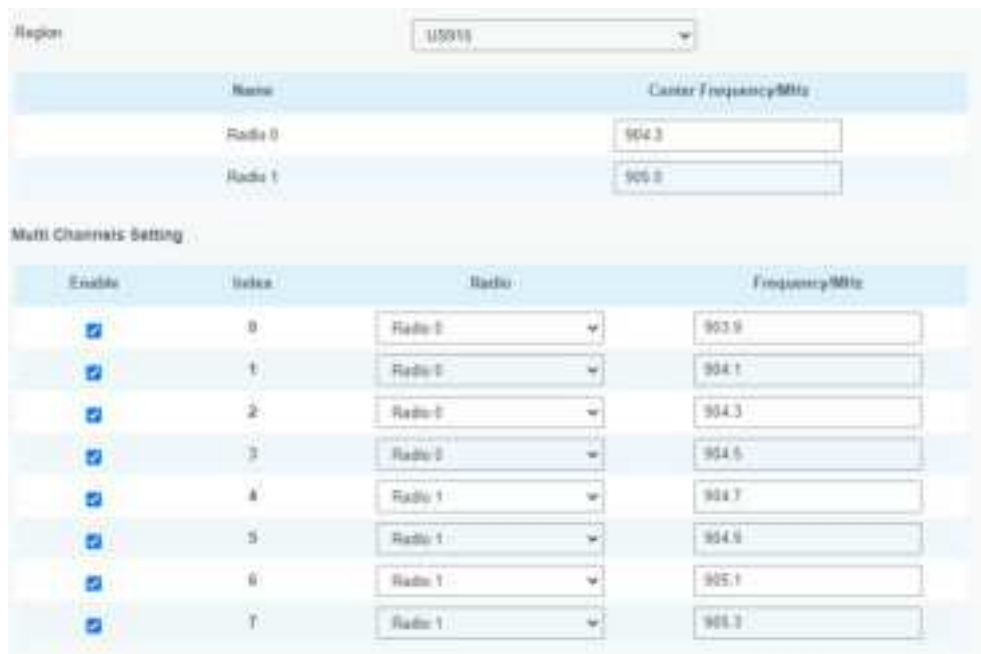 Region US915
Name Center Frequency/MHz
Radio 0 904.3
Radio 1 905.0
Multi Channels Setting
Enable Index Radio Frequency/MHz
0 Radio 0 903.9
1 Radio 0 904.1
2 Radio 0 904.3
3 Radio 0 904.5
4 Radio 1 904.7
5 Radio 1 904.9
6 Radio 1 905.1
7 Radio 1 905.3